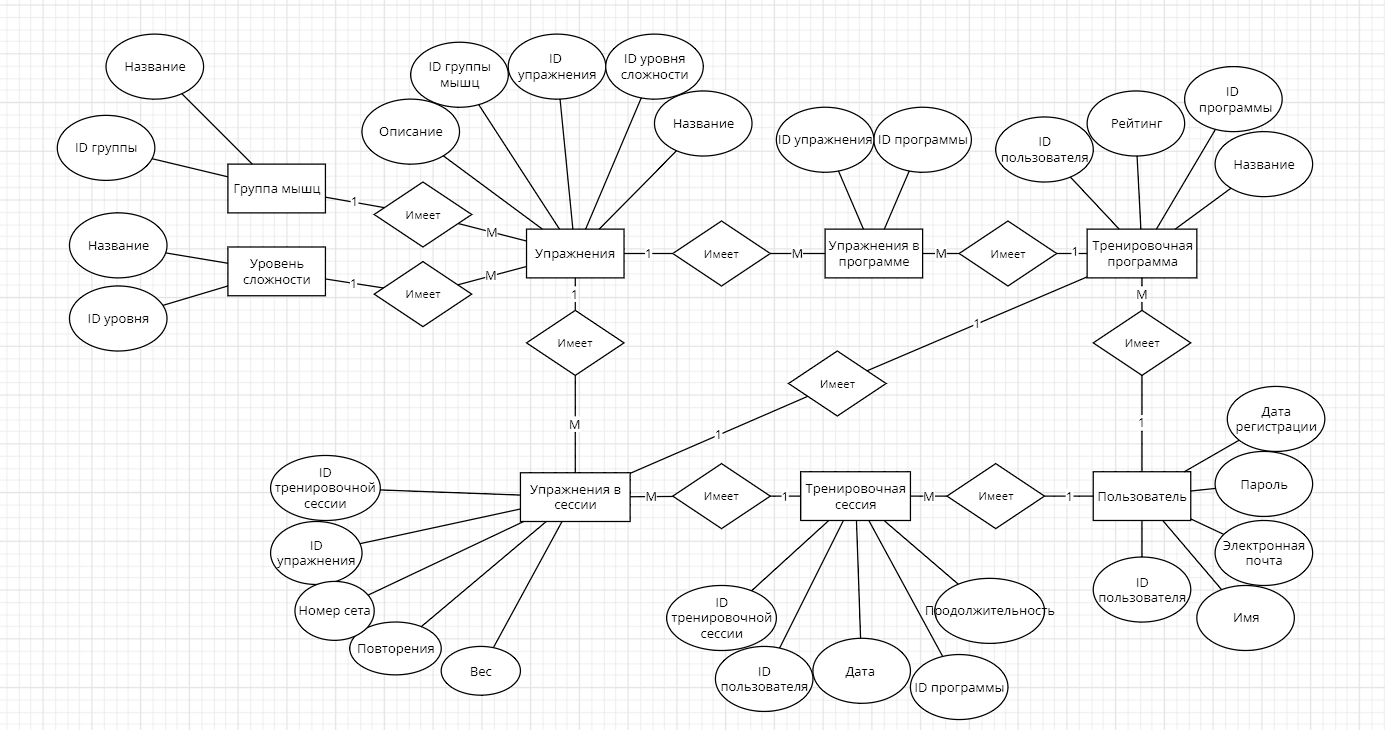 Название
ID группы
Группа мышц
Название
ID уровня
Уровень
сложности
1
Имеет
М
1
Имеет
М
Описание
ID группы
мышц
ID
упражнения
ID уровня
сложности
Название
Упражнения
1
Имеет
М
ID упражнения
ID программы
Упражнения в
программе
М
Имеет
1
ID
пользователя
Рейтинг
ID
программы
Название
Тренировочная
программа
1
Имеет
М
1
Имеет
1
М
Имеет
1
ID
тренировочной
сессии
ID
упражнения
Номер сета
Повторения
Вес
Упражнения в
сессии
М
Имеет
1
Тренировочная
сессия
М
Имеет
1
Пользователь
ID
тренировочной
сессии
ID
пользователя
Дата
ID программы
Продолжительность
Дата
регистрации
Пароль
Электронная
почта
Имя
ID
пользователя